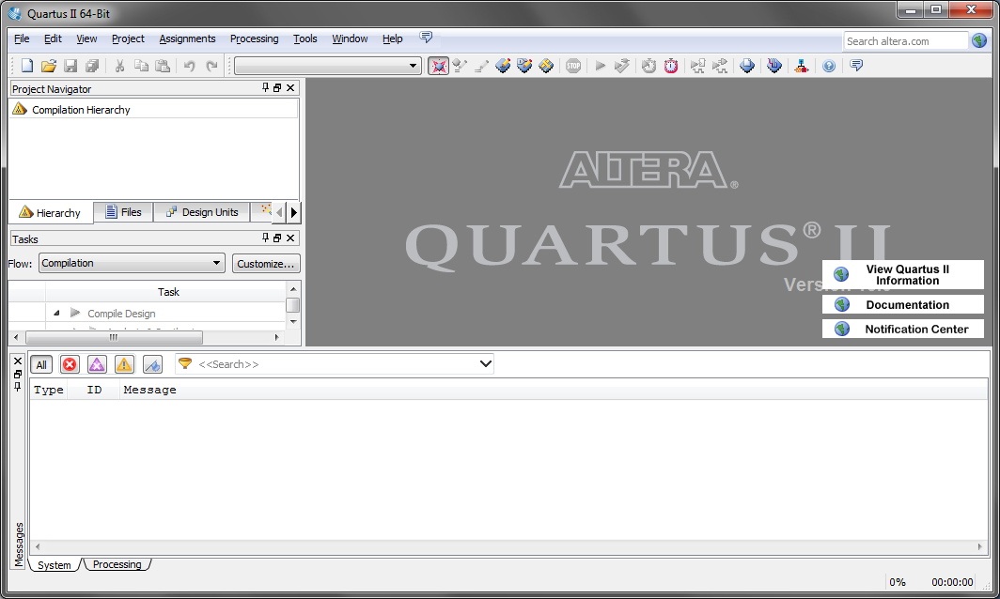 Quartus II 64-Bit
File Edit View Project Assignments Processing Tools Window Help
Search altera.com
STOP
Project Navigator
Compilation Hierarchy
Hierarchy Files Design Units
Tasks
Flow: Compilation Customize...
Task
Compile Design
ALTERA®
QUARTUS® II
View Quartus II
Information
Documentation
Notification Center
All <<Search>>
Type ID Message
Messages
System Processing
0% 00:00:00